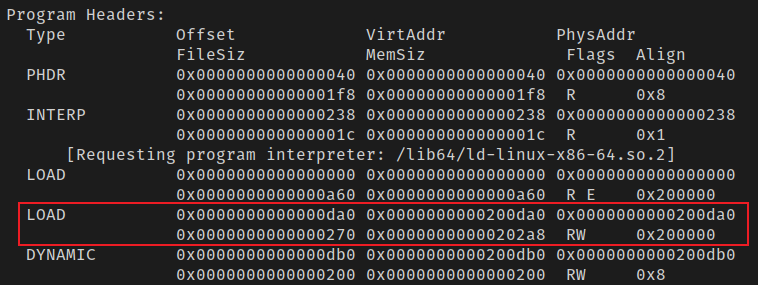 Program Headers:
Type Offset VirtAddr PhysAddr
FileSiz MemSiz Flags Align
PHDR 0x0000000000000040 0x0000000000000040 0x0000000000000040
0x00000000000001f8 0x00000000000001f8 R 0x8
INTERP 0x0000000000000238 0x0000000000000238 0x0000000000000238
0x000000000000001c 0x000000000000001c R 0x1
[Requesting program interpreter: /lib64/ld-linux-x86-64.so.2]
LOAD 0x0000000000000000 0x0000000000000000 0x0000000000000000
0x0000000000000a60 0x0000000000000a60 R E 0x200000
LOAD 0x0000000000000da0 0x0000000000200da0 0x0000000000200da0
0x0000000000000270 0x00000000000202a8 RW 0x200000
DYNAMIC 0x0000000000000db0 0x0000000000200db0 0x0000000000200db0
0x0000000000000200 0x0000000000000200 RW 0x8